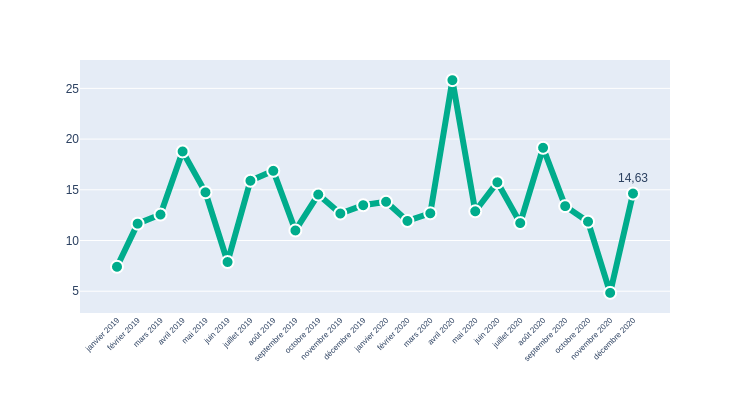 25
20
15
10
5
14,63
janvier 2019
février 2019
mars 2019
avril 2019
mai 2019
juin 2019
juillet 2019
août 2019
septembre 2019
octobre 2019
novembre 2019
décembre 2019
janvier 2020
février 2020
mars 2020
avril 2020
mai 2020
juin 2020
juillet 2020
août 2020
septembre 2020
octobre 2020
novembre 2020
décembre 2020